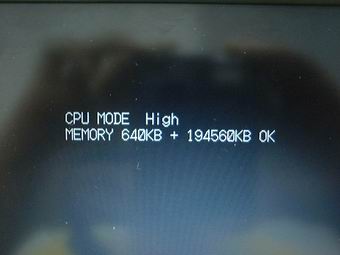 CPU MODE  High
MEMORY 640KB + 194560KB OK